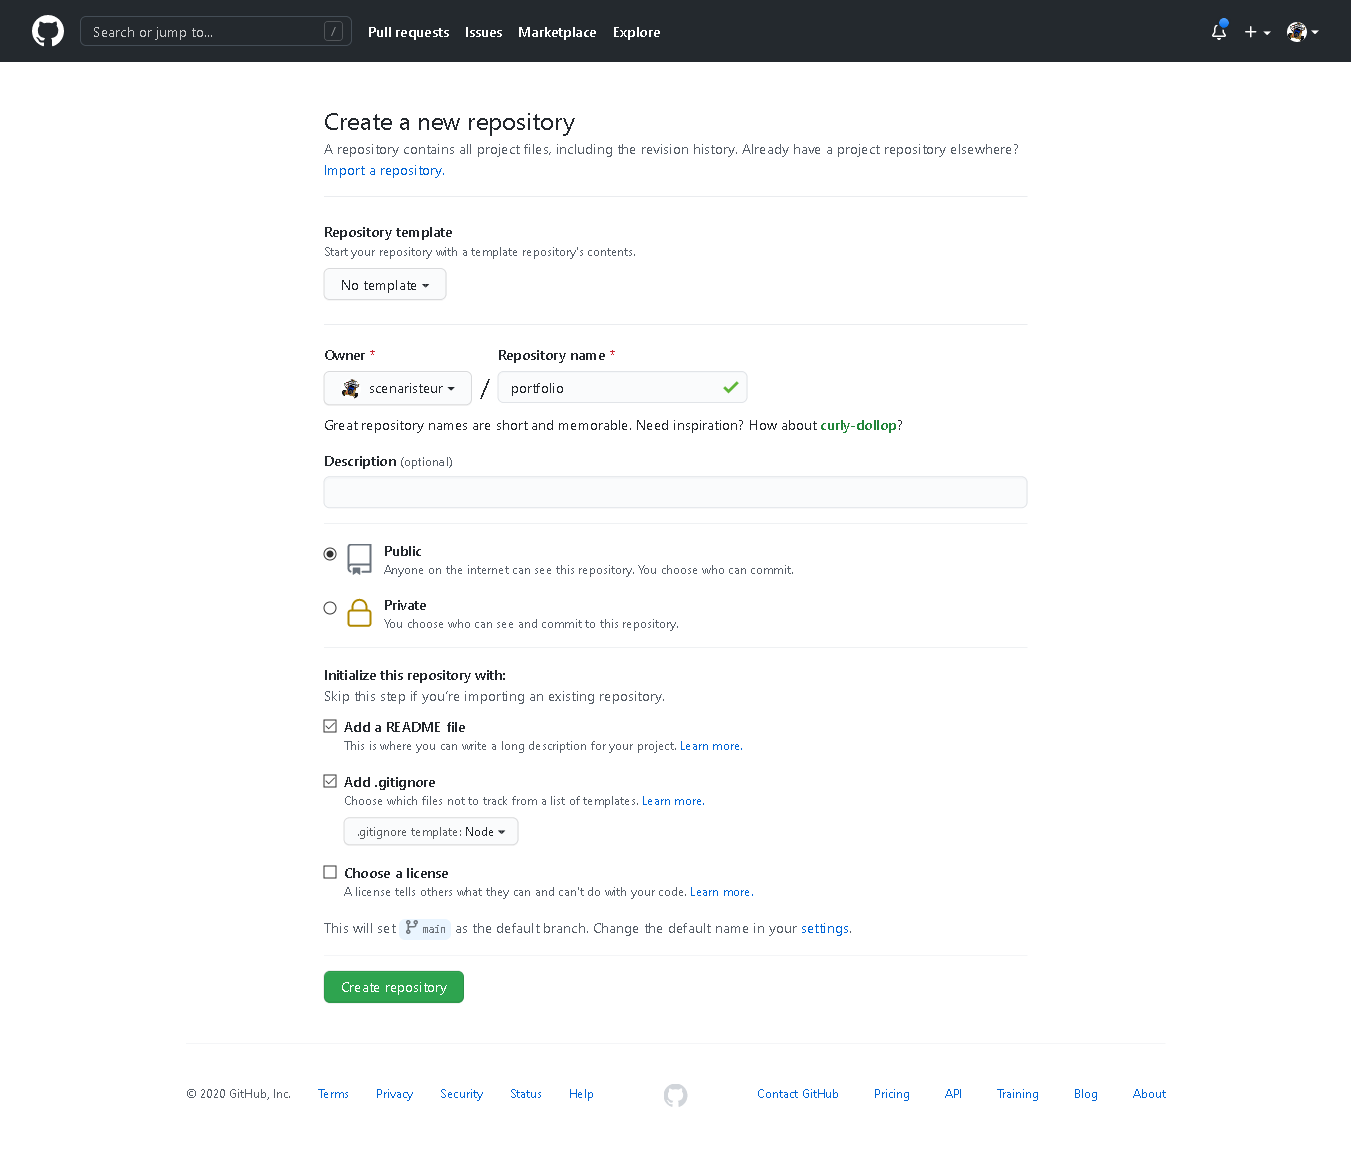 Search or jump to... / Pull requests Issues Marketplace Explore
Create a new repository
A repository contains all project files, including the revision history. Already have a project repository elsewhere?
Import a repository.
Repository template
Start your repository with a template repository's contents.
No template
Owner * Repository name *
scenaristeur / portfolio
Great repository names are short and memorable. Need inspiration? How about curly-dollop?
Description (optional)
Public
Anyone on the internet can see this repository. You choose who can commit.
Private
You choose who can see and commit to this repository.
Initialize this repository with:
Skip this step if you're importing an existing repository.
Add a README file
This is where you can write a long description for your project. Learn more.
Add .gitignore
Choose which files not to track from a list of templates. Learn more.
.gitignore template: Node
Choose a license
A license tells others what they can and can't do with your code. Learn more.
This will set main as the default branch. Change the default name in your settings.
Create repository
© 2020 GitHub, Inc. Terms Privacy Security Status Help Contact GitHub Pricing API Training Blog About